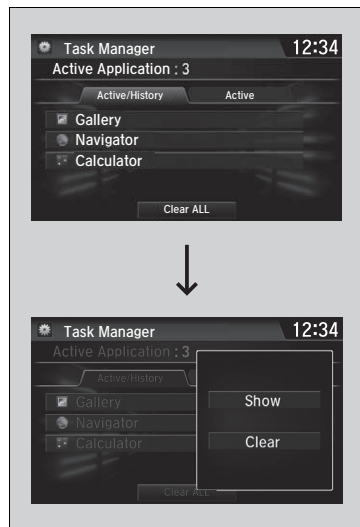 Task Manager 12:34
Active Application : 3
Active/History Active
Gallery
Navigator
Calculator
Clear ALL
Task Manager 12:34
Active Application : 3
Active/History
Gallery
Show
Navigator
Calculator
Clear
Clear ALL